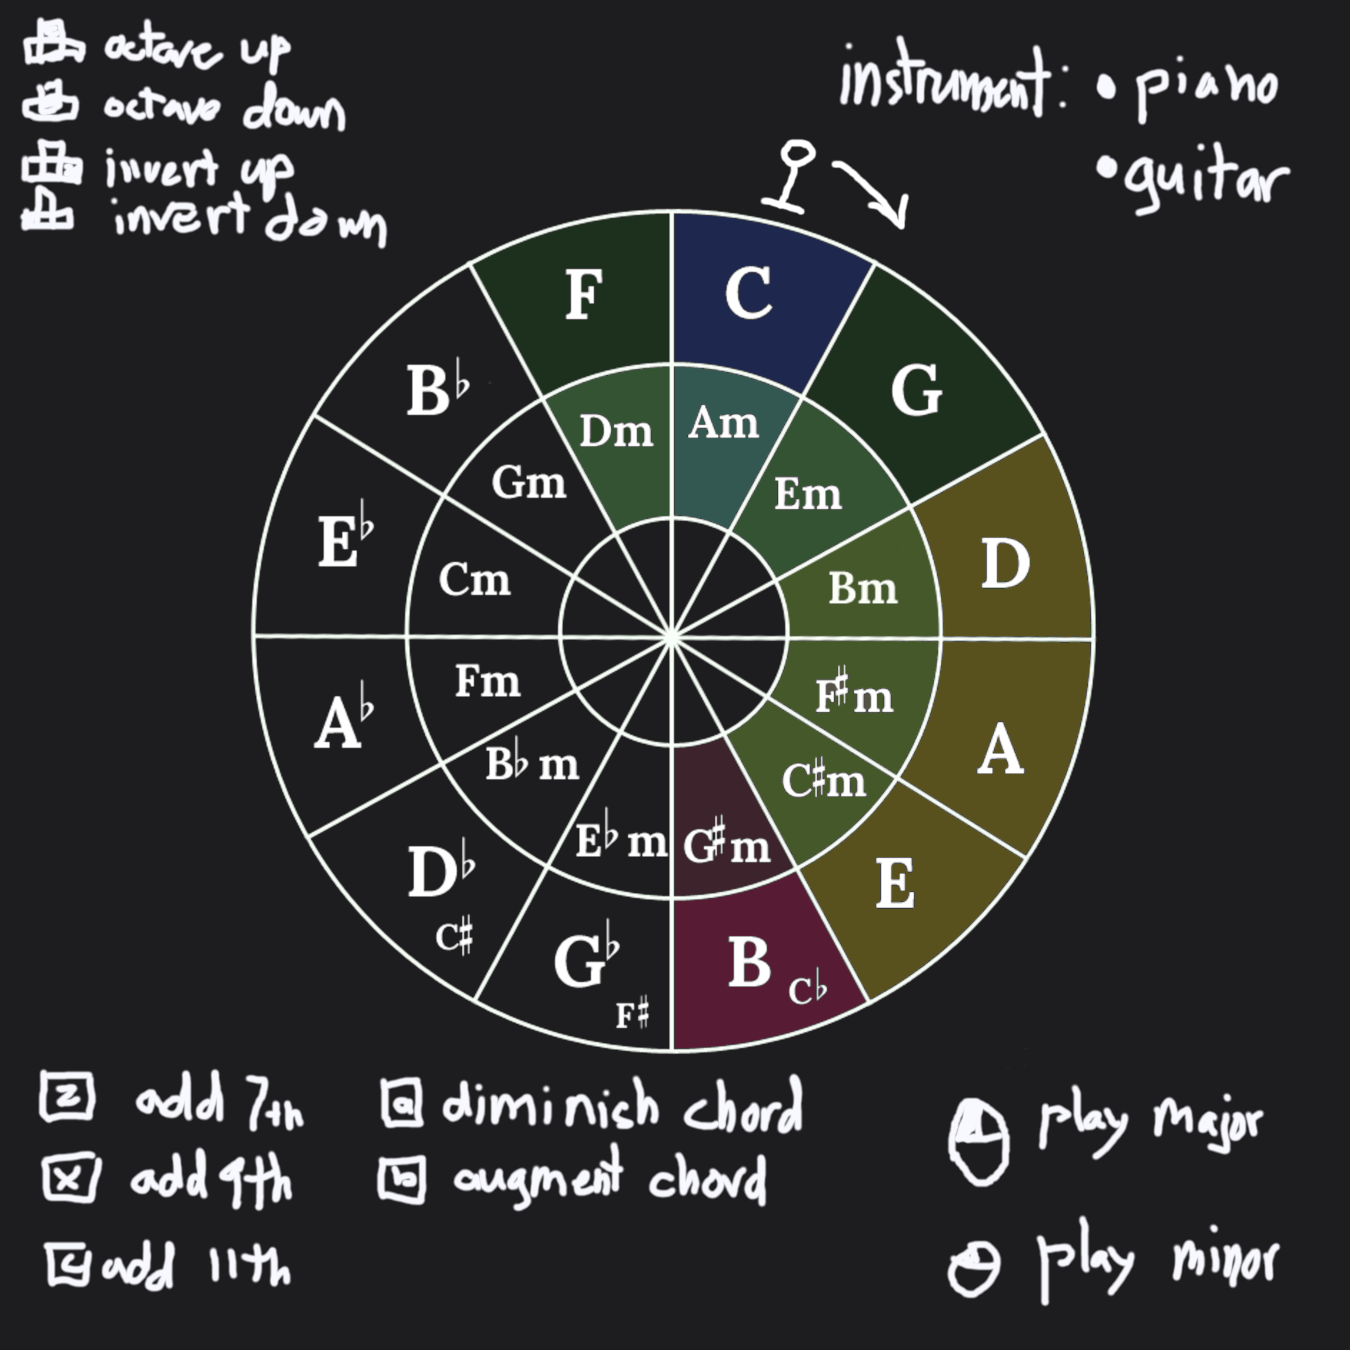 octave up
octave down
invert up
invert down
instrument: • piano
• guitar
F
C
G
D
A
E
B C♭
G♭ F♯
D♭ C♯
A♭
E♭
B♭
Dm
Am
Em
Bm
F♯m
C♯m
G♯m
E♭m
B♭m
Fm
Cm
Gm
z add 7th
x add 9th
c add 11th
a diminish chord
b augment chord
play major
play minor